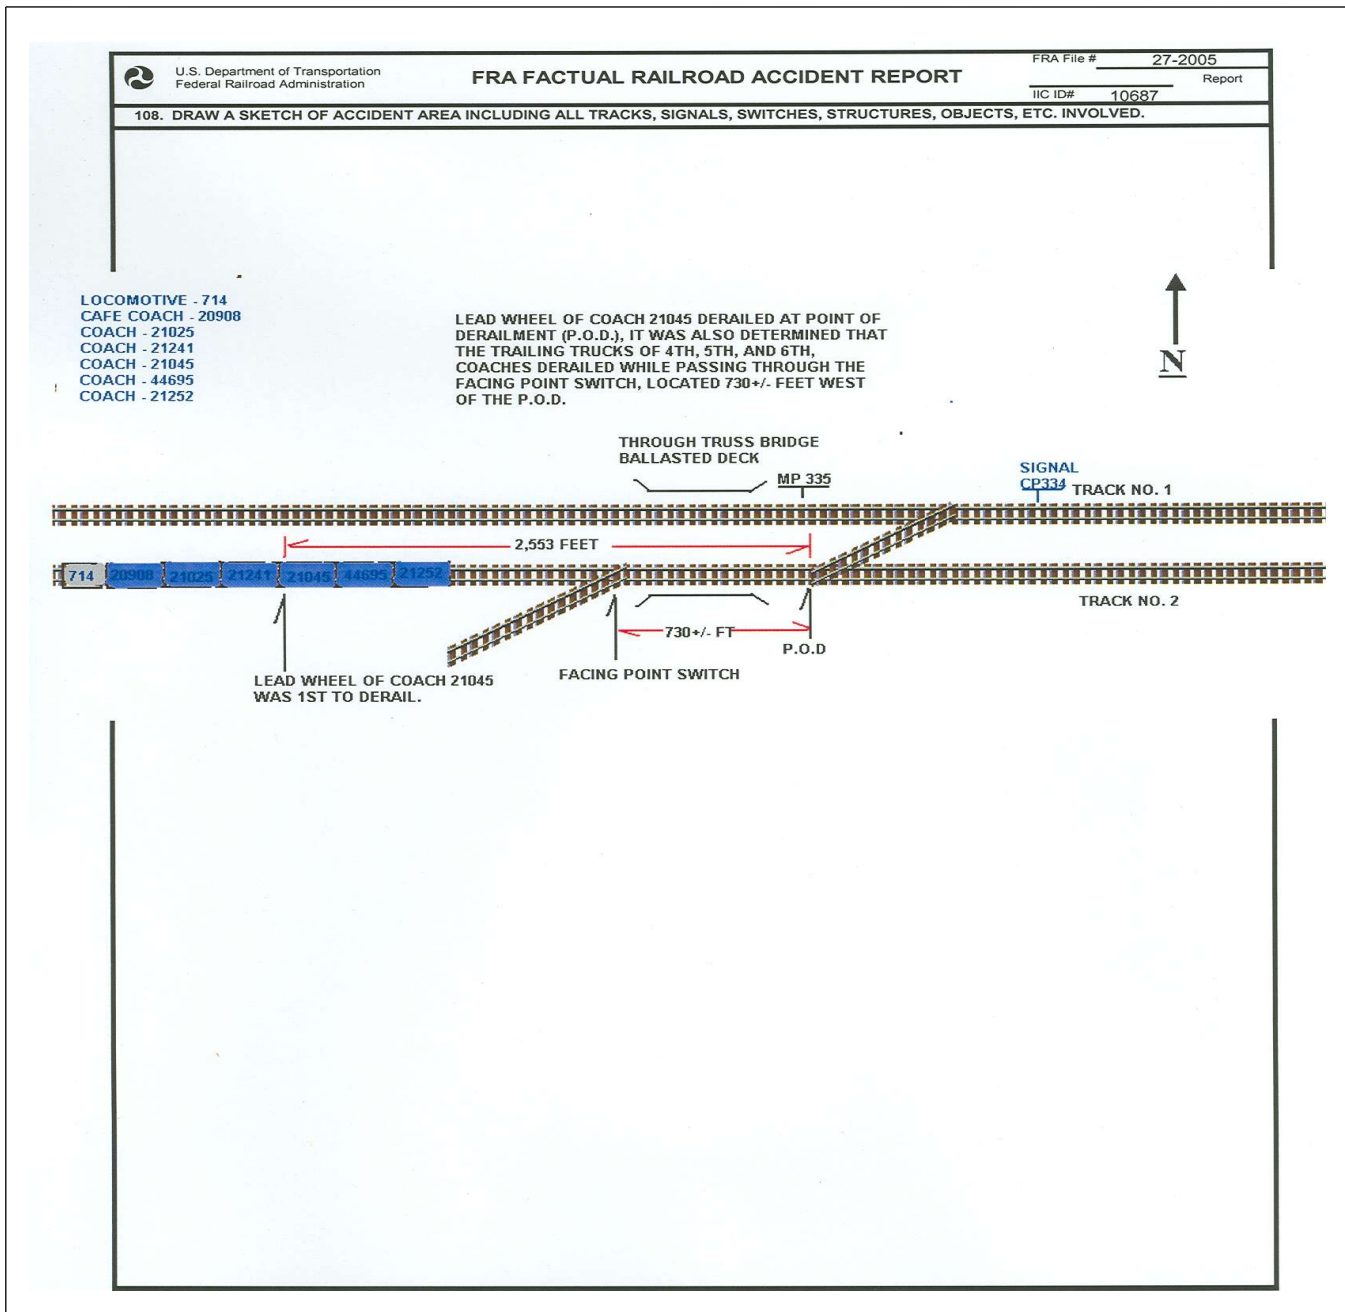 U.S. Department of Transportation
Federal Railroad Administration
FRA FACTUAL RAILROAD ACCIDENT REPORT
FRA File # 27-2005
Report
IIC ID# 10687
108. DRAW A SKETCH OF ACCIDENT AREA INCLUDING ALL TRACKS, SIGNALS, SWITCHES, STRUCTURES, OBJECTS, ETC. INVOLVED.
LOCOMOTIVE - 714
CAFE COACH - 20908
COACH - 21025
COACH - 21241
COACH - 21045
COACH - 44695
COACH - 21252
LEAD WHEEL OF COACH 21045 DERAILED AT POINT OF
DERAILMENT (P.O.D.), IT WAS ALSO DETERMINED THAT
THE TRAILING TRUCKS OF 4TH, 5TH, AND 6TH,
COACHES DERAILED WHILE PASSING THROUGH THE
FACING POINT SWITCH, LOCATED 730+/- FEET WEST
OF THE P.O.D.
N
THROUGH TRUSS BRIDGE
BALLASTED DECK
MP 335
SIGNAL
CP334
TRACK NO. 1
2,553 FEET
714 20908 21025 21241 21045 44695 21252
TRACK NO. 2
730+/- FT
P.O.D
FACING POINT SWITCH
LEAD WHEEL OF COACH 21045
WAS 1ST TO DERAIL.